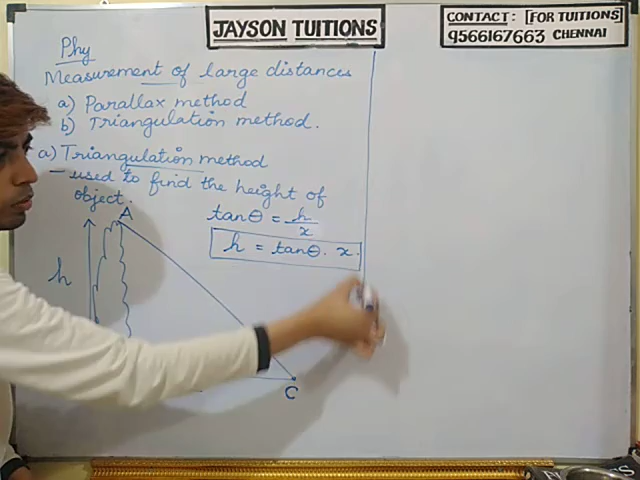 JAYSON TUITIONS
CONTACT: [FOR TUITIONS]
9566167663 CHENNAI
Phy
Measurement of large distances
a) Parallax method
b) Triangulation method.
a) Triangulation method
- used to find the height of
object.
A
tanθ = h/x
h = tanθ. x.
h
C